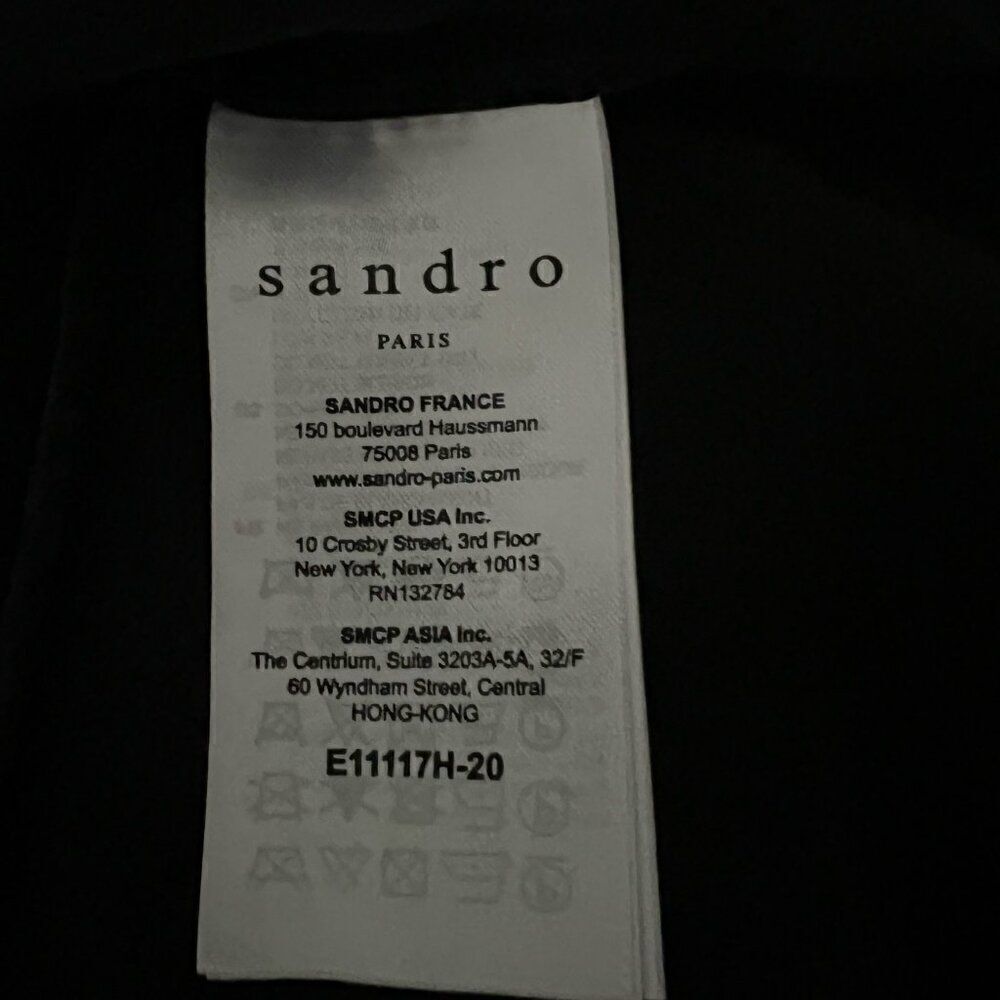 sandro
PARIS
SANDRO FRANCE
150 boulevard Haussmann
75008 Paris
www.sandro-paris.com
SMCP USA Inc.
10 Crosby Street, 3rd Floor
New York, New York 10013
RN132784
SMCP ASIA Inc.
The Centrium, Suite 3203A-5A, 32/F
60 Wyndham Street, Central
HONG-KONG
E11117H-20